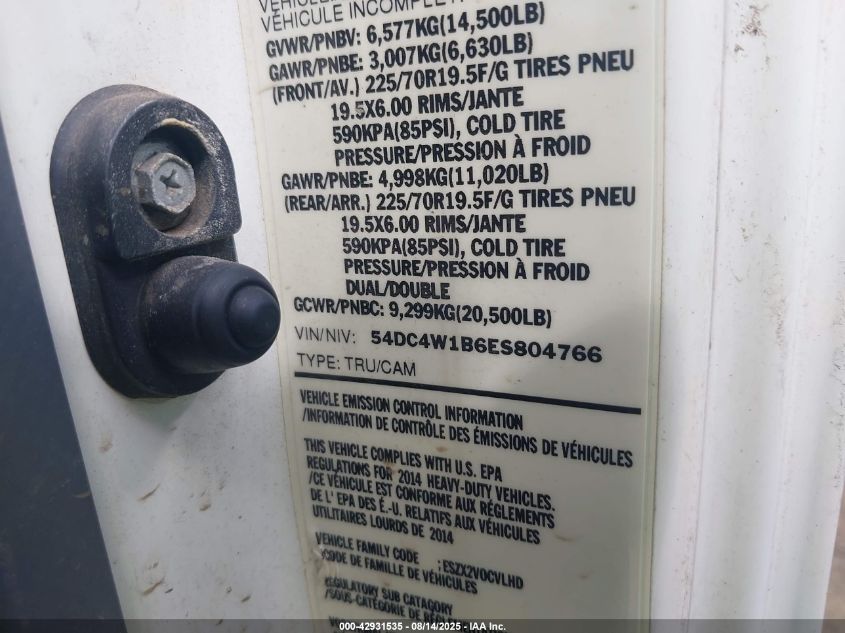 VÉHICULE INCOMPLET
GVWR/PNBV: 6,577KG(14,500LB)
GAWR/PNBE: 3,007KG(6,630LB)
(FRONT/AV.) 225/70R19.5F/G TIRES PNEU
19.5X6.00 RIMS/JANTE
590KPA(85PSI), COLD TIRE
PRESSURE/PRESSION À FROID
GAWR/PNBE: 4,998KG(11,020LB)
(REAR/ARR.) 225/70R19.5F/G TIRES PNEU
19.5X6.00 RIMS/JANTE
590KPA(85PSI), COLD TIRE
PRESSURE/PRESSION À FROID
DUAL/DOUBLE
GCWR/PNBC: 9,299KG(20,500LB)
VIN/NIV: 54DC4W1B6ES804766
TYPE: TRU/CAM
VEHICLE EMISSION CONTROL INFORMATION
/INFORMATION DE CONTRÔLE DES ÉMISSIONS DE VÉHICULES
THIS VEHICLE COMPLIES WITH U.S. EPA
REGULATIONS FOR 2014 HEAVY-DUTY VEHICLES.
/CE VÉHICULE EST CONFORME AUX RÉGLEMENTS
DE L' EPA DES É.-U. RELATIFS AUX VÉHICULES
UTILITAIRES LOURDS DE 2014
VEHICLE FAMILY CODE : ESZX2VOCVLHD
/CODE DE FAMILLE DE VÉHICULES
REGULATORY SUB CATAGORY
/SOUS-CATÉGORIE DE
000-42931535 - 08/14/2025 - IAA Inc.